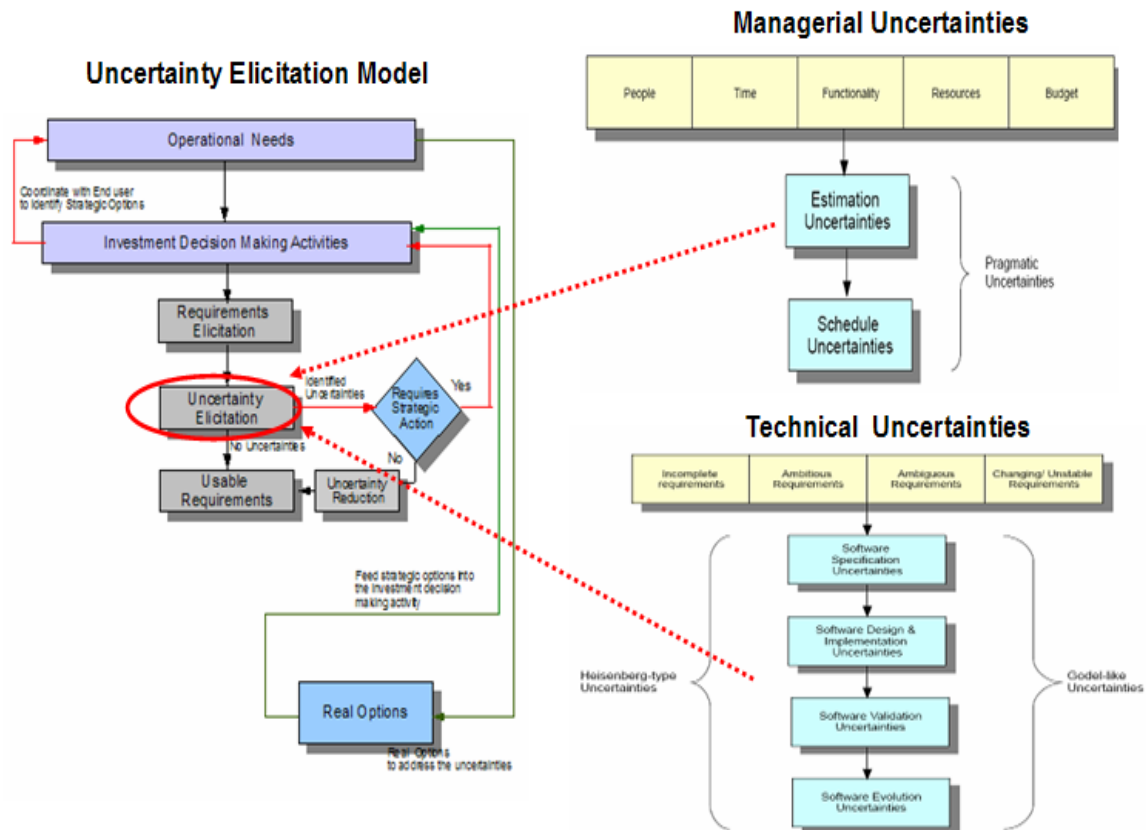 Uncertainty Elicitation Model
Operational Needs
Coordinate with End user
to Identify Strategic Options
Investment Decision Making Activities
Requirements
Elicitation
Uncertainty
Elicitation
Identified
Uncertainties
Requires
Strategic
Action
Yes
No Uncertainties
No
Usable
Requirements
Uncertainty
Reduction
Feed strategic options into
the investment decision
making activity
Real Options
Real Options
to address the uncertainties
Managerial Uncertainties
People
Time
Functionality
Resources
Budget
Estimation
Uncertainties
Schedule
Uncertainties
Pragmatic
Uncertainties
Technical Uncertainties
Incomplete
requirements
Ambitious
Requirements
Ambiguous
Requirements
Changing/ Unstable
Requirements
Software
Specification
Uncertainties
Software Design &
Implementation
Uncertainties
Software Validation
Uncertainties
Software Evolution
Uncertainties
Heisenberg-type
Uncertainties
Godel-like
Uncertainties